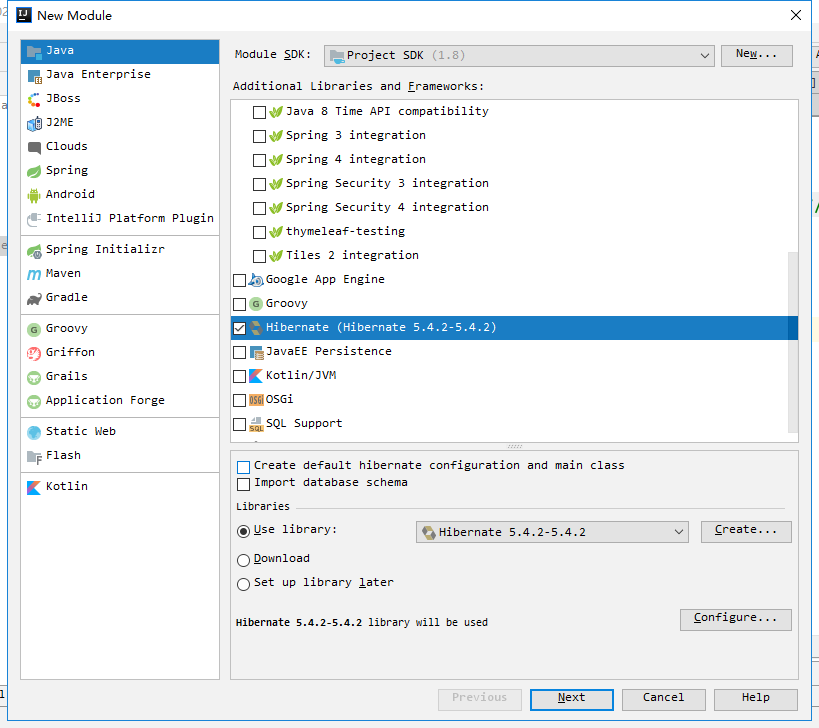 New Module
Java
Java Enterprise
JBoss
J2ME
Clouds
Spring
Android
IntelliJ Platform Plugin
Spring Initializr
Maven
Gradle
Groovy
Griffon
Grails
Application Forge
Static Web
Flash
Kotlin
Module SDK: Project SDK (1.8) New...
Additional Libraries and Frameworks:
Java 8 Time API compatibility
Spring 3 integration
Spring 4 integration
Spring Security 3 integration
Spring Security 4 integration
thymeleaf-testing
Tiles 2 integration
Google App Engine
Groovy
Hibernate (Hibernate 5.4.2-5.4.2)
JavaEE Persistence
Kotlin/JVM
OSGi
SQL Support
Create default hibernate configuration and main class
Import database schema
Libraries
Use library: Hibernate 5.4.2-5.4.2 Create...
Download
Set up library later
Hibernate 5.4.2-5.4.2 library will be used Configure...
Previous Next Cancel Help